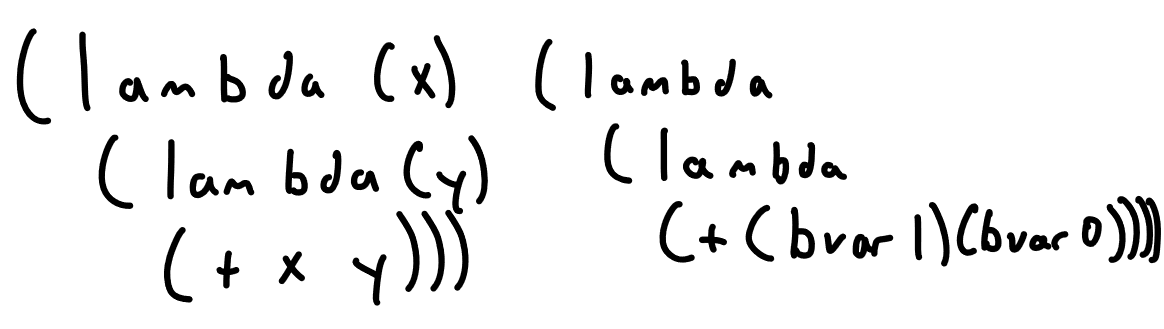 (lambda (x)
(lambda (y)
(+ x y)))
(lambda
(lambda
(+ (bvar 1)(bvar 0))))